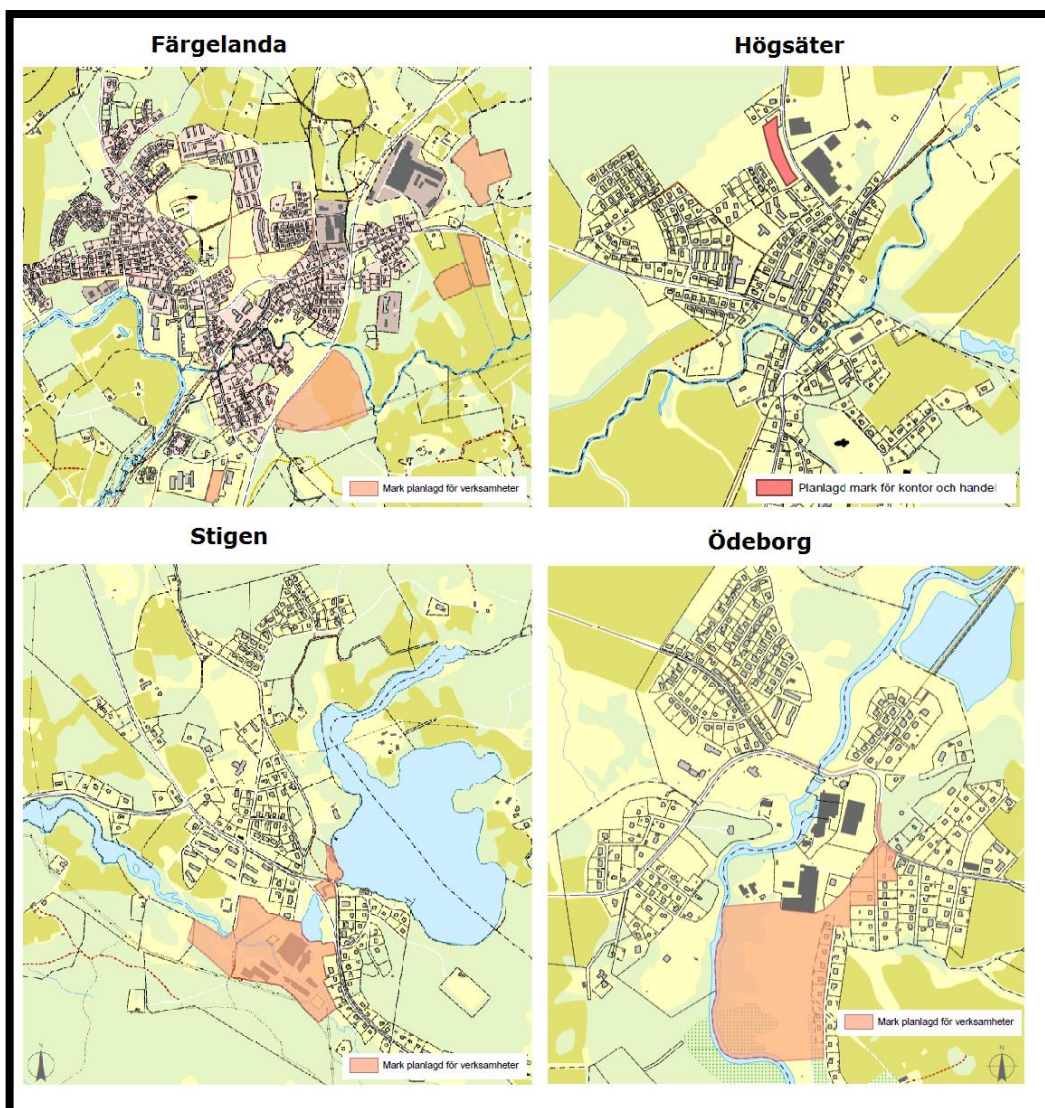 Färgelanda
Högsäter
Mark planlagd för verksamheter
Planlagd mark för kontor och handel
Stigen
Ödeborg
Mark planlagd för verksamheter
N
Mark planlagd för verksamheter
N